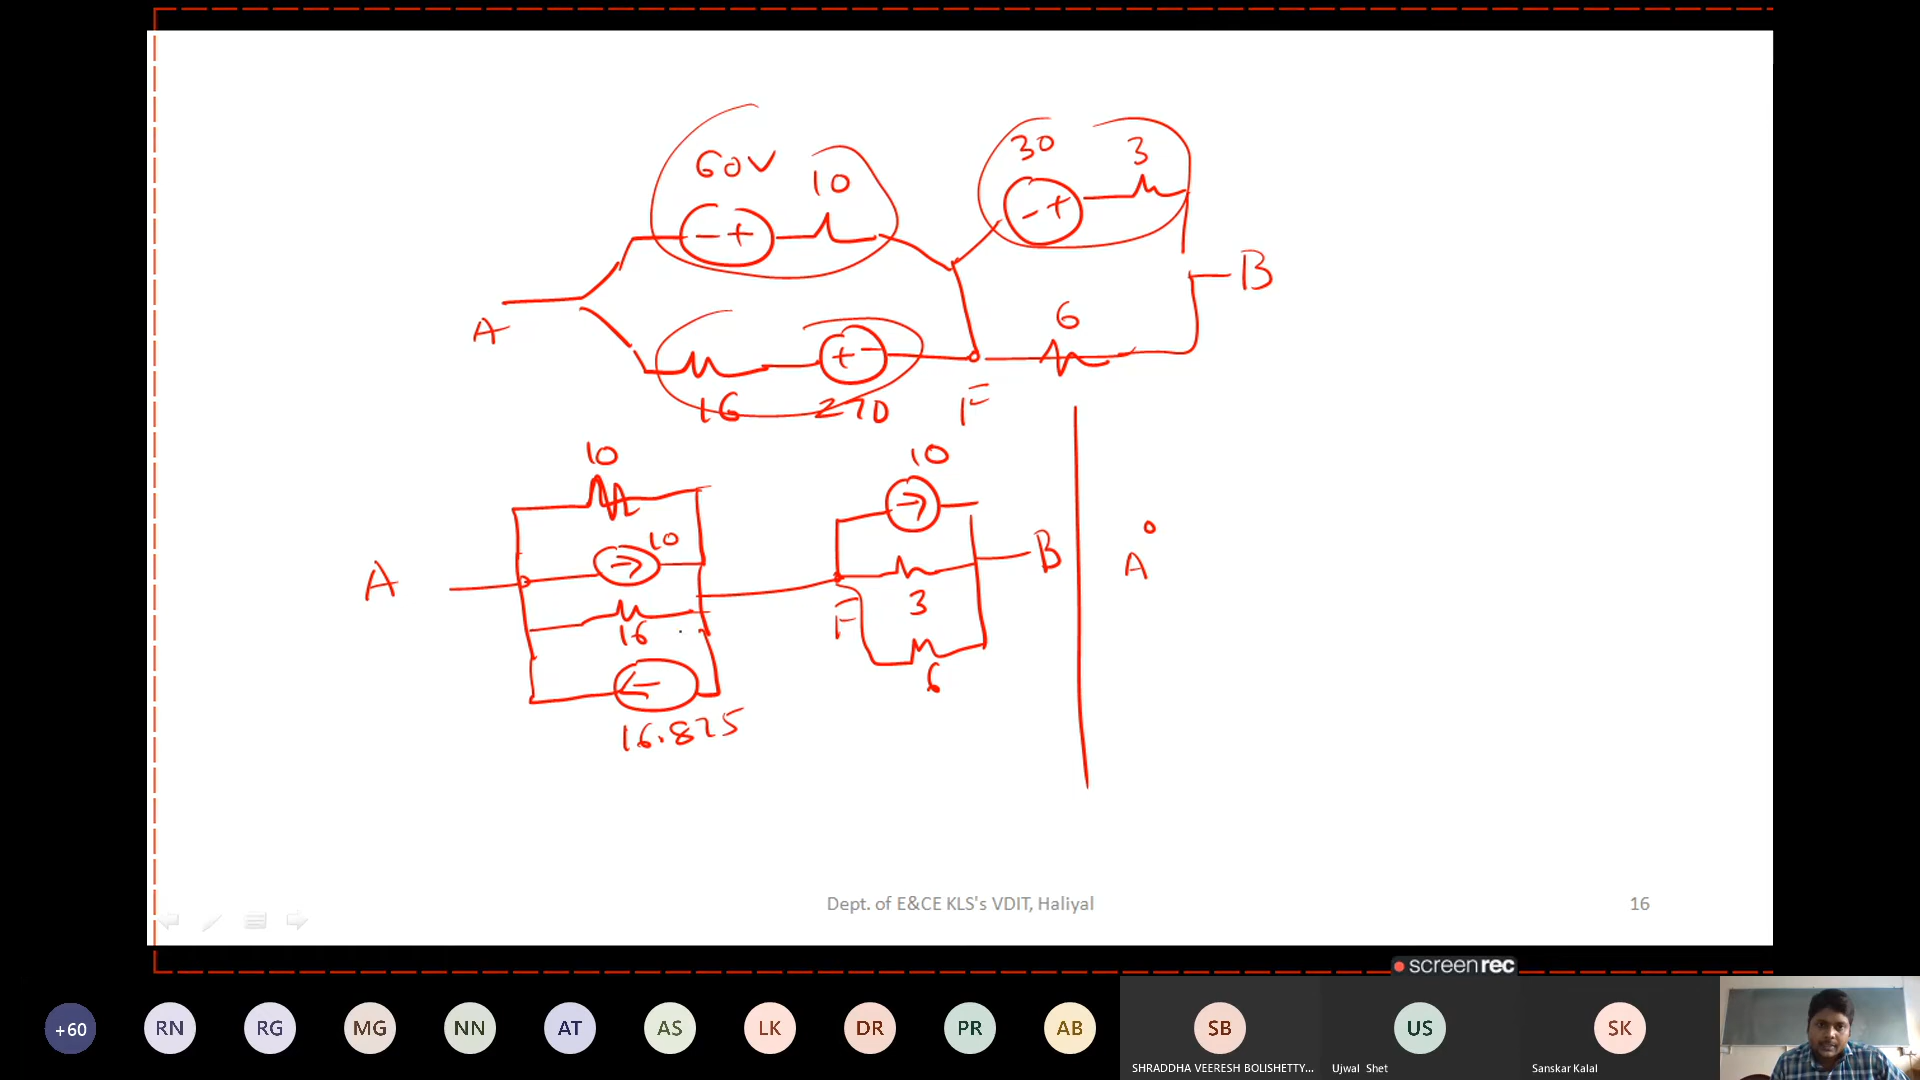 60V
10
30
3
A
B
6
16
270
F
10
10
10
A
B
A
3
F
16
6
16.875
Dept. of E&CE KLS's VDIT, Haliyal
16
screenrec
+60
RN
RG
MG
NN
AT
AS
LK
DR
PR
AB
SB
US
SK
SHRADDHA VEERESH BOLISHETTY...
Ujwal Shet
Sanskar Kalal